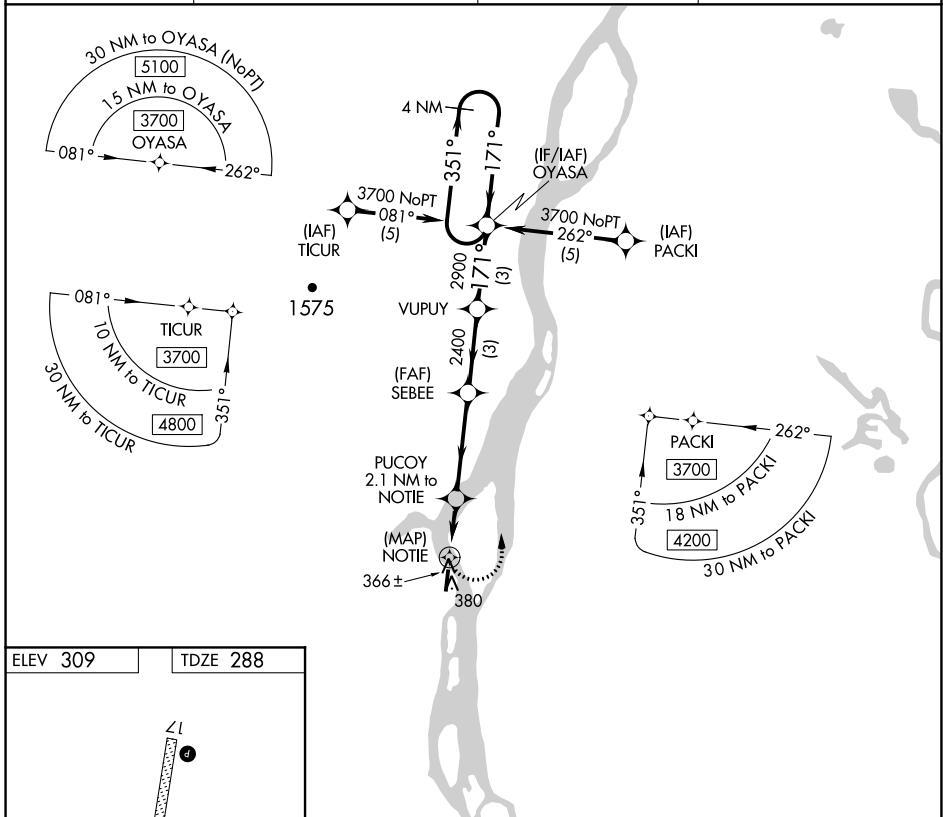 30 NM to OYASA (NoPT)
5100
15 NM to OYASA
3700
OYASA
081°
262°
4 NM
351°
171°
(IF/IAF)
OYASA
3700 NoPT
081°
(5)
(IAF)
TICUR
3700 NoPT
262°
(5)
(IAF)
PACKI
2900
171°
(3)
1575
VUPUY
2400
(3)
(FAF)
SEBEE
081°
TICUR
3700
10 NM to TICUR
4800
30 NM to TICUR
351°
PUCOY
2.1 NM to
NOTIE
(MAP)
NOTIE
366 ±
380
262°
PACKI
3700
18 NM to PACKI
4200
30 NM to PACKI
351°
ELEV 309
TDZE 288
17
P